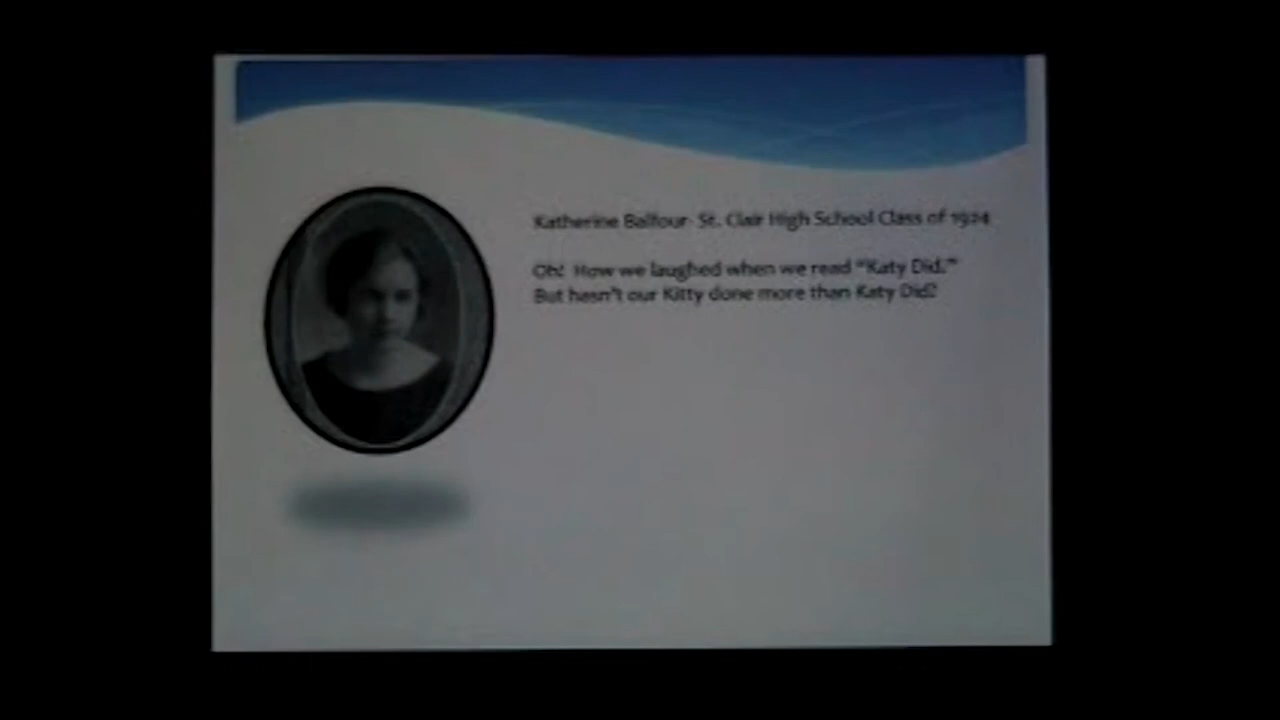 Katherine Balfour- St. Clair High School Class of 1924
Oh! How we laughed when we read "Katy Did."
But hasn't our Kitty done more than Katy Did?